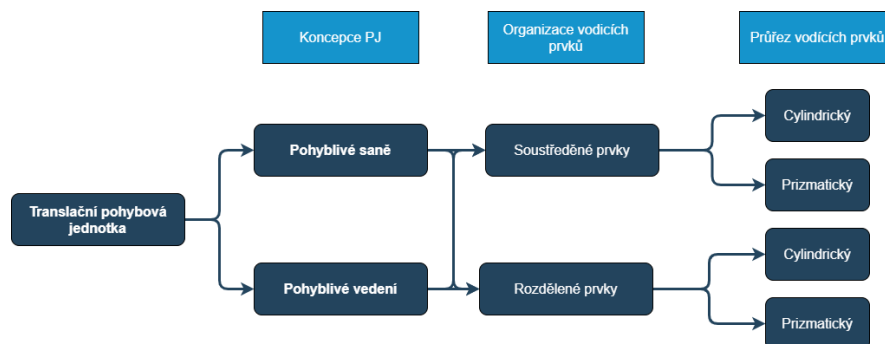 Koncepce PJ
Organizace vodicích
prvků
Průřez vodících prvků
Translační pohybová
jednotka
Pohyblivé saně
Pohyblivé vedení
Soustředěné prvky
Rozdělené prvky
Cylindrický
Prizmatický
Cylindrický
Prizmatický